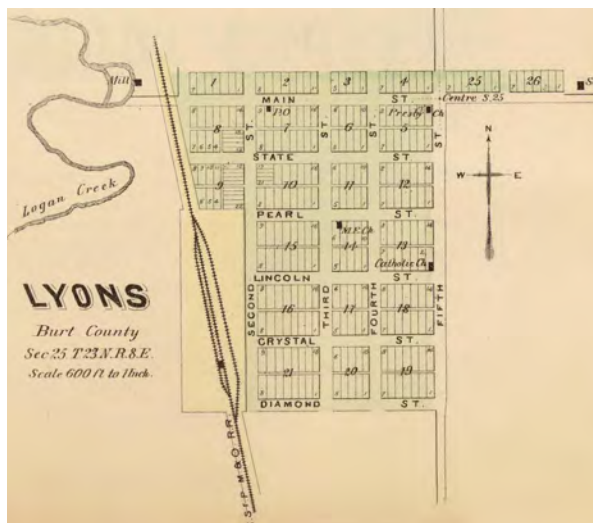 Mill
1
2
3
4
25
26
S
MAIN ST.
Centre S.25
8
P.O
7
6
Presby. Ch
5
ST.
ST.
ST.
ST
STATE ST
9
10
11
12
PEARL ST.
Logan Creek
15
M.E.Ch.
14
13
Catholic Ch.
LINCOLN ST.
LYONS
Burt County
Sec 25 T 23 N. R. 8. E.
Scale 600 ft to 1 Inch.
SECOND
16
THIRD
17
FOURTH
18
FIFTH
CRYSTAL ST.
21
20
19
DIAMOND ST.
N
W
E